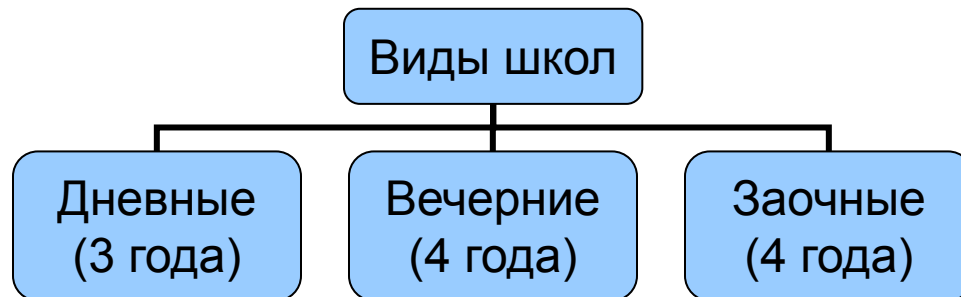 Виды школ
Дневные
(3 года)
Вечерние
(4 года)
Заочные
(4 года)